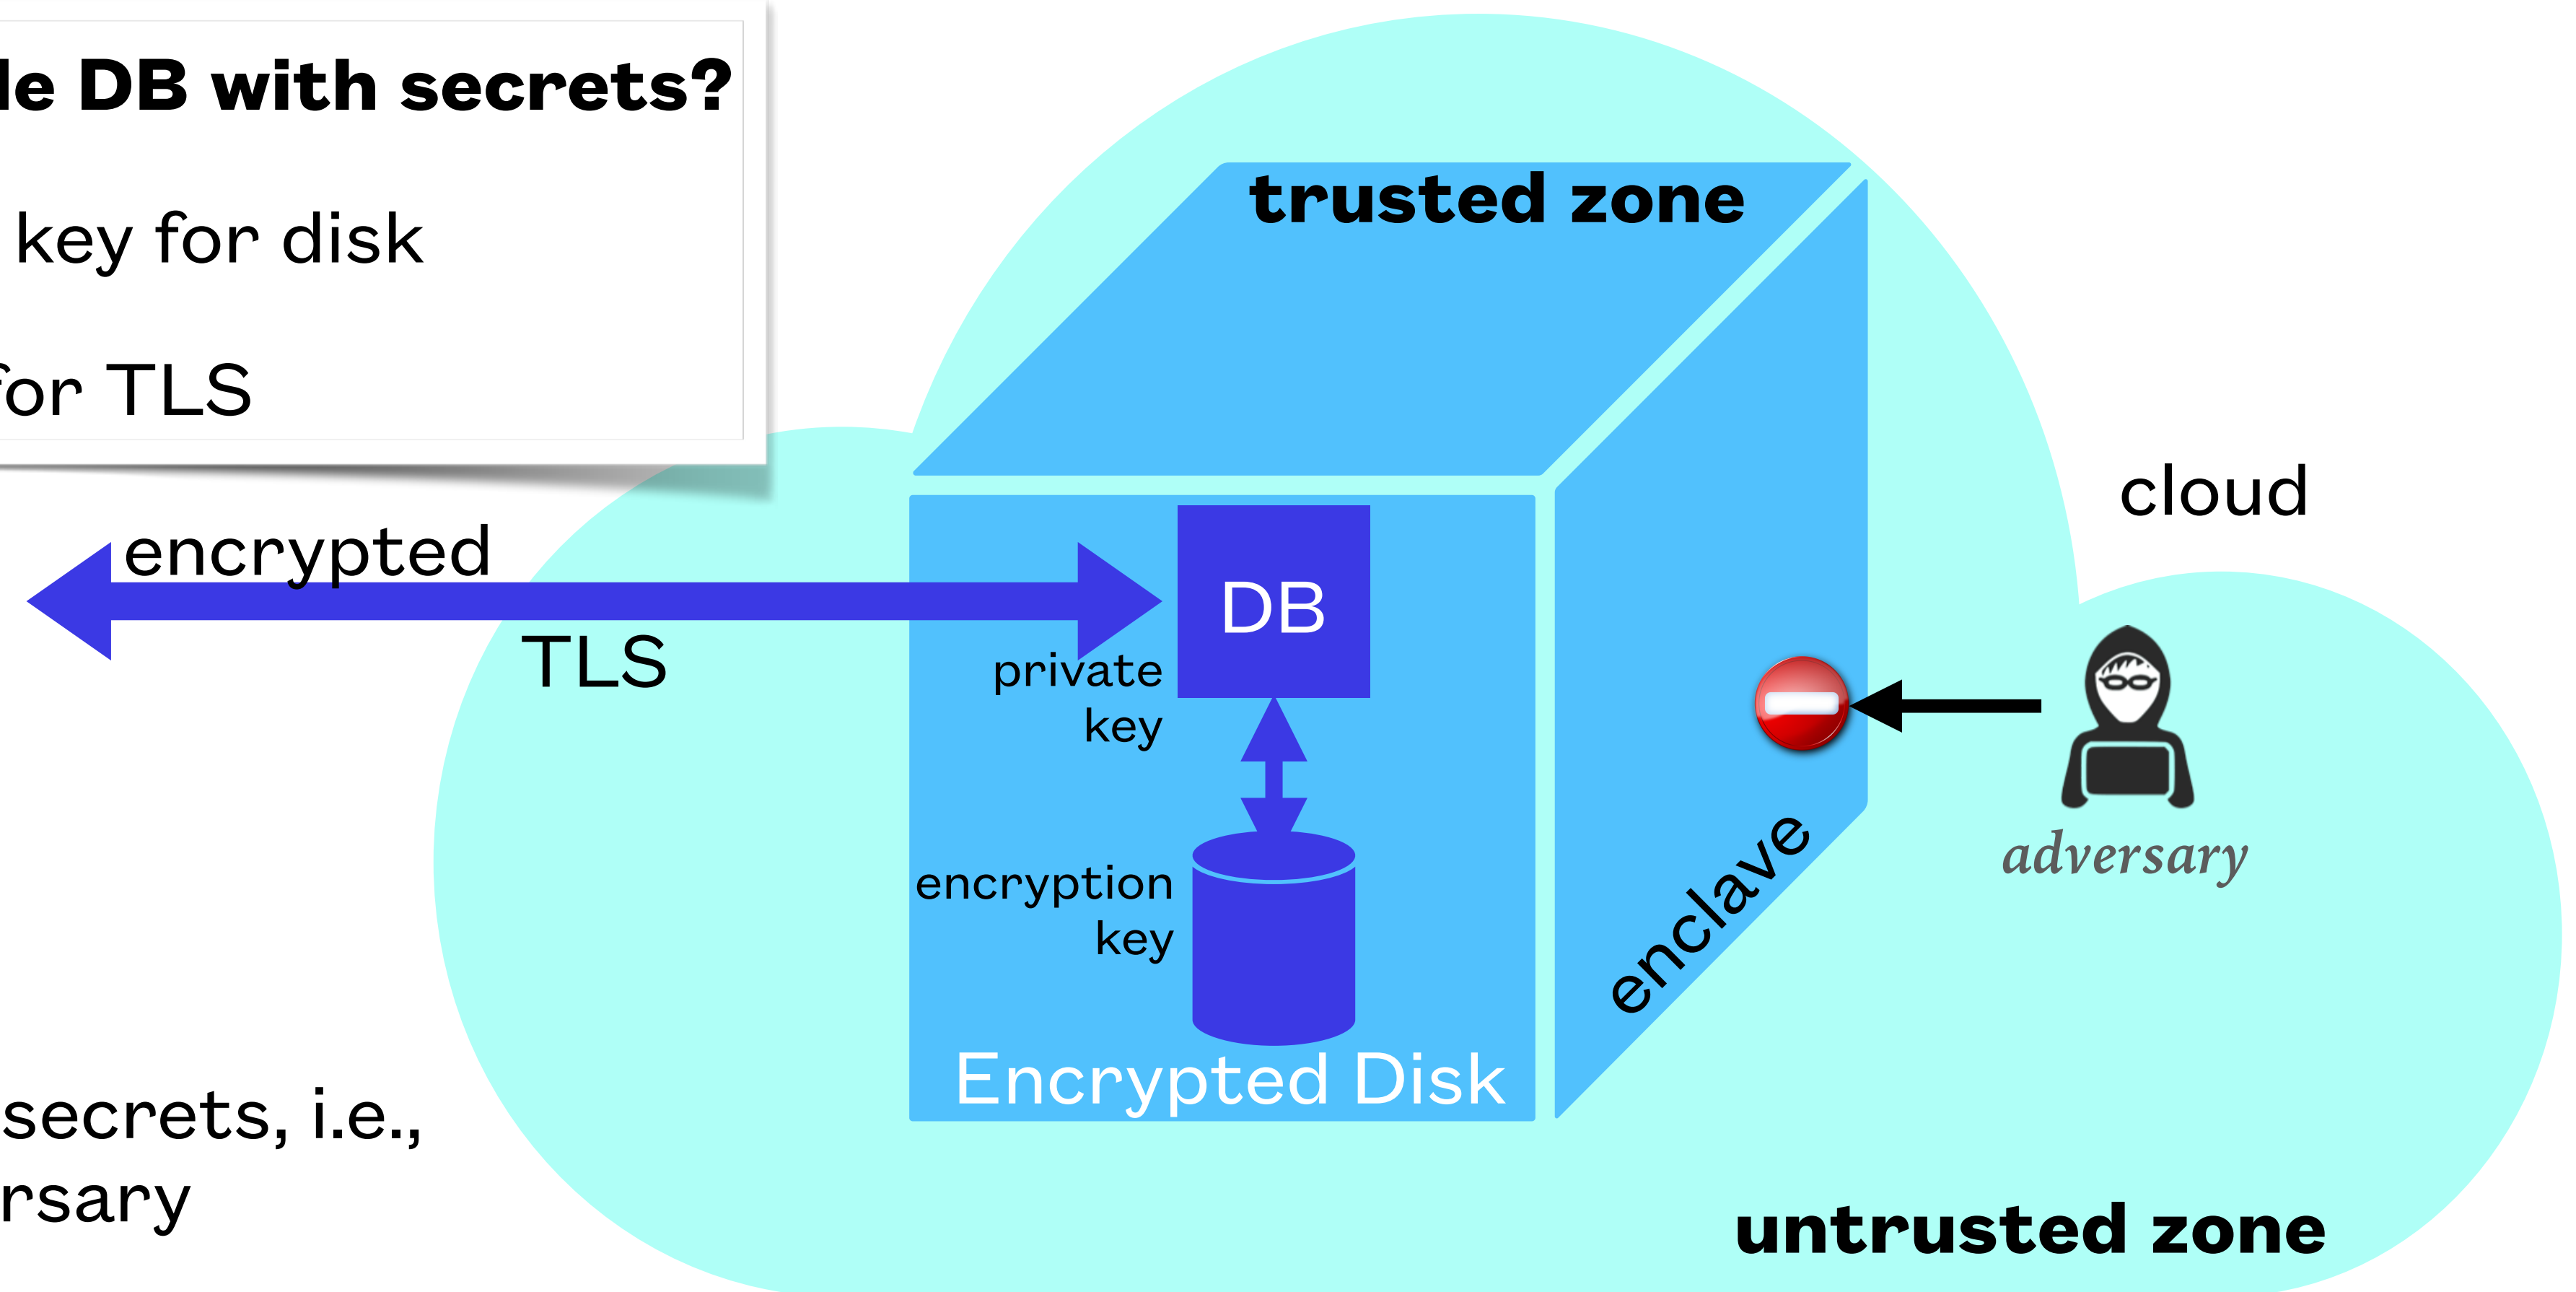 le DB with secrets?
key for disk
for TLS
trusted zone
cloud
encrypted
TLS
DB
private
key
encryption
key
Encrypted Disk
enclave
adversary
secrets, i.e.,
rsary
untrusted zone